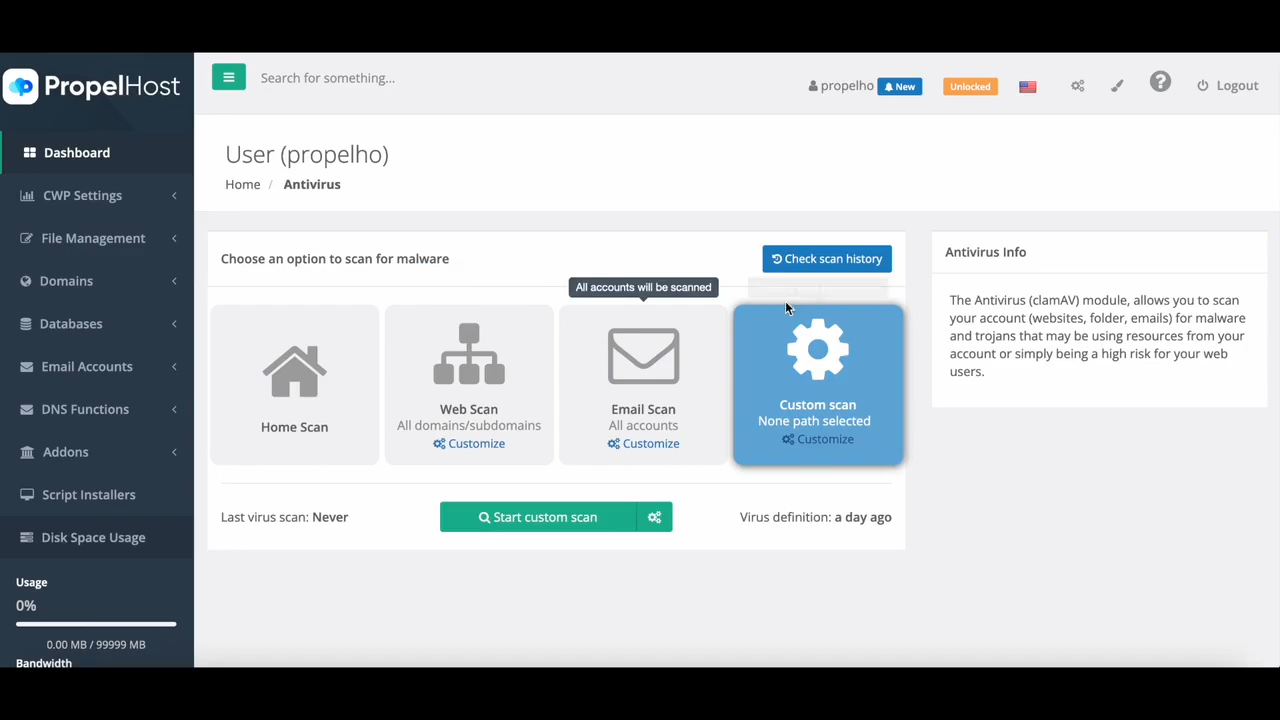 PropelHost
Search for something...
propelho
New
Unlocked
?
Logout
Dashboard
CWP Settings
File Management
Domains
Databases
Email Accounts
DNS Functions
Addons
Script Installers
Disk Space Usage
Usage
0%
0.00 MB / 99999 MB
Bandwidth
User (propelho)
Home / Antivirus
Choose an option to scan for malware
Check scan history
All accounts will be scanned
Home Scan
Web Scan
All domains/subdomains
Customize
Email Scan
All accounts
Customize
Custom scan
None path selected
Customize
Last virus scan: Never
Start custom scan
Virus definition: a day ago
Antivirus Info
The Antivirus (clamAV) module, allows you to scan
your account (websites, folder, emails) for malware
and trojans that may be using resources from your
account or simply being a high risk for your web
users.